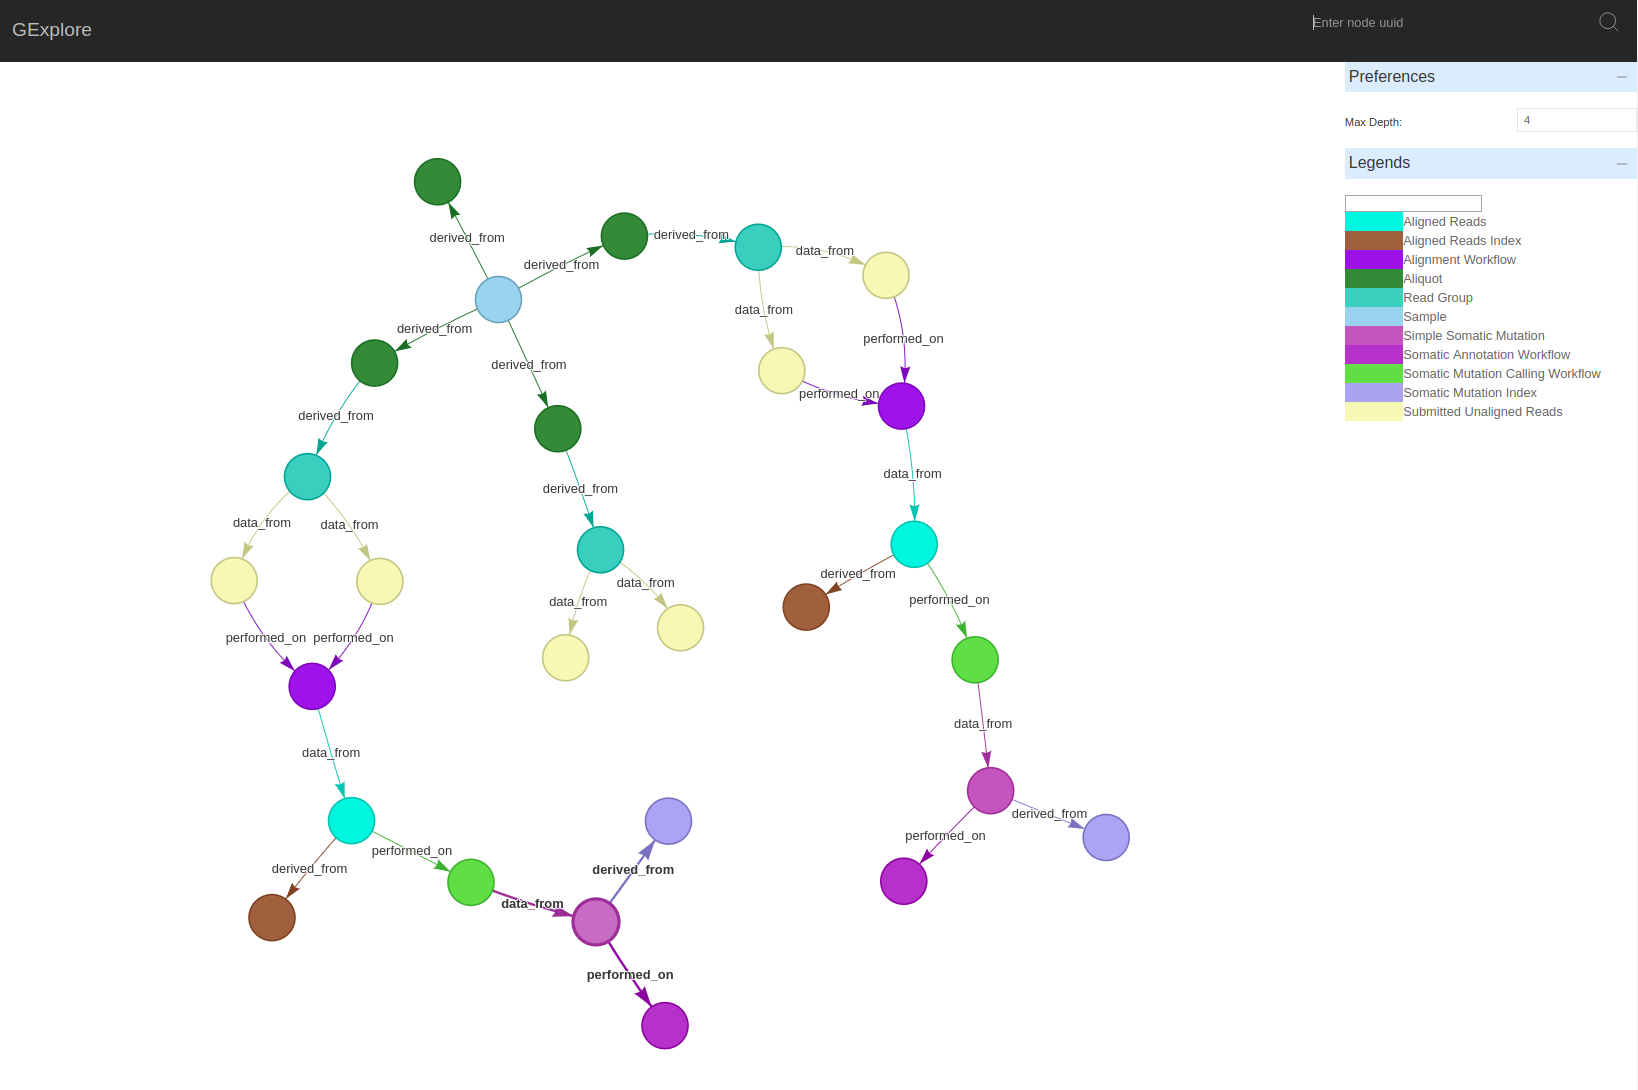 GExplore
Enter node uuid
Preferences
Max Depth:
4
Legends
Aligned Reads
Aligned Reads Index
Alignment Workflow
Aliquot
Read Group
Sample
Simple Somatic Mutation
Somatic Annotation Workflow
Somatic Mutation Calling Workflow
Somatic Mutation Index
Submitted Unaligned Reads
derived_from
derived_from
derived_from
data_from
derived_from
data_from
derived_from
performed_on
derived_from
performed_on
derived_from
data_from
derived_from
data_from
data_from
derived_from
data_from
performed_on
data_from
performed_on
performed_on
data_from
data_from
derived_from
performed_on
performed_on
derived_from
derived_from
data_from
performed_on